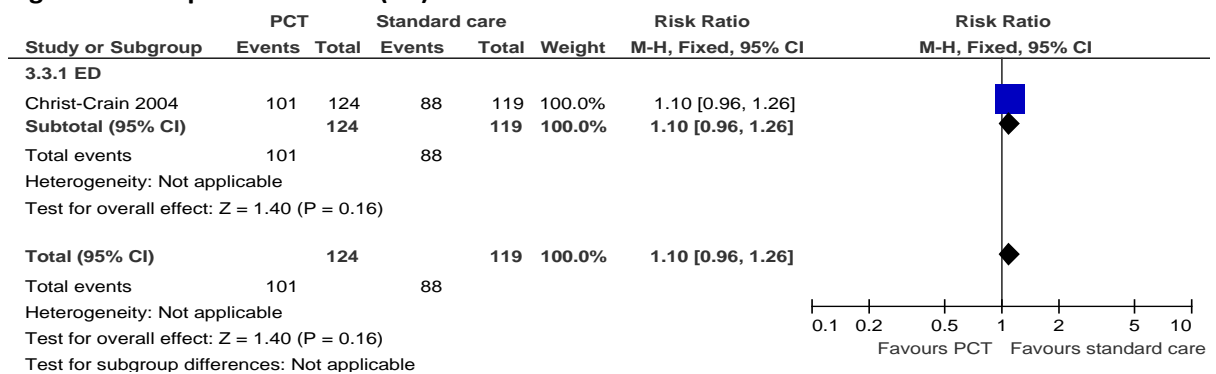 PCT Standard care Risk Ratio Risk Ratio
Study or Subgroup Events Total Events Total Weight M-H, Fixed, 95% CI M-H, Fixed, 95% CI
3.3.1 ED
Christ-Crain 2004 101 124 88 119 100.0% 1.10 [0.96, 1.26]
Subtotal (95% CI) 124 119 100.0% 1.10 [0.96, 1.26]
Total events 101 88
Heterogeneity: Not applicable
Test for overall effect: Z = 1.40 (P = 0.16)
Total (95% CI) 124 119 100.0% 1.10 [0.96, 1.26]
Total events 101 88
Heterogeneity: Not applicable
Test for overall effect: Z = 1.40 (P = 0.16)
Test for subgroup differences: Not applicable
0.1 0.2 0.5 1 2 5 10
Favours PCT Favours standard care